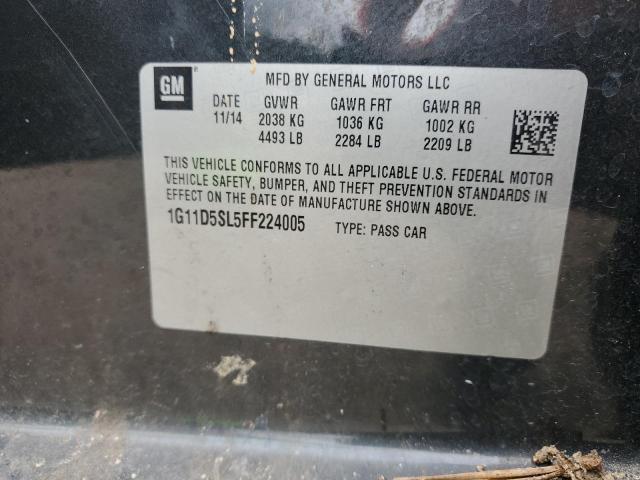 GM
MFD BY GENERAL MOTORS LLC
DATE GVWR GAWR FRT GAWR RR
11/14 2038 KG 1036 KG 1002 KG
4493 LB 2284 LB 2209 LB
THIS VEHICLE CONFORMS TO ALL APPLICABLE U.S. FEDERAL MOTOR
VEHICLE SAFETY, BUMPER, AND THEFT PREVENTION STANDARDS IN
EFFECT ON THE DATE OF MANUFACTURE SHOWN ABOVE.
1G11D5SL5FF224005 TYPE: PASS CAR